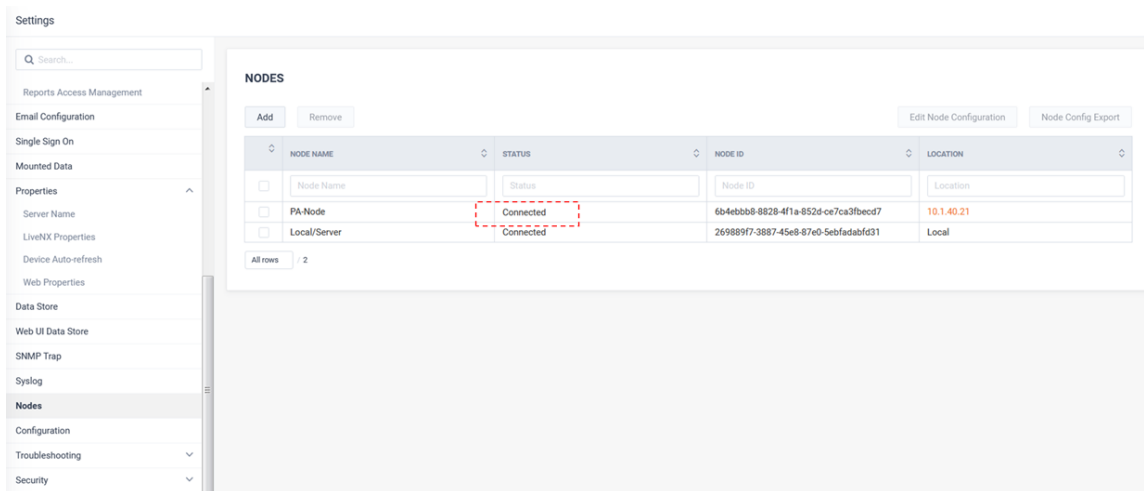 Settings
Search...
Reports Access Management
Email Configuration
Single Sign On
Mounted Data
Properties
Server Name
LiveNX Properties
Device Auto-refresh
Web Properties
Data Store
Web UI Data Store
SNMP Trap
Syslog
Nodes
Configuration
Troubleshooting
Security
NODES
Add Remove Edit Node Configuration Node Config Export
NODE NAME STATUS NODE ID LOCATION
Node Name Status Node ID Location
PA-Node Connected 6b4ebbb8-8828-4f1a-852d-ce7ca3fbecd7 10.1.40.21
Local/Server Connected 269889f7-3887-45e8-87e0-5ebfadabfd31 Local
All rows / 2